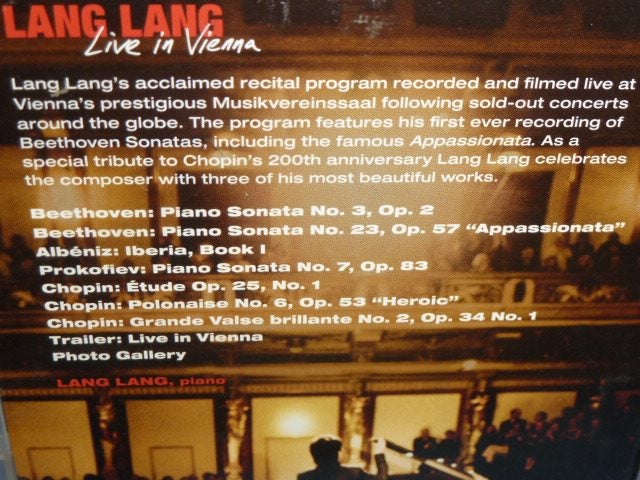 LANG LANG
Live in Vienna
Lang Lang's acclaimed recital program recorded and filmed live at
Vienna's prestigious Musikvereinssaal following sold-out concerts
around the globe. The program features his first ever recording of
Beethoven Sonatas, including the famous Appassionata. As a
special tribute to Chopin's 200th anniversary Lang Lang celebrates
the composer with three of his most beautiful works.
Beethoven: Piano Sonata No. 3, Op. 2
Beethoven: Piano Sonata No. 23, Op. 57 “Appassionata”
Albéniz: Iberia, Book I
Prokofiev: Piano Sonata No. 7, Op. 83
Chopin: Étude Op. 25, No. 1
Chopin: Polonaise No. 6, Op. 53 “Heroic”
Chopin: Grande Valse brillante No. 2, Op. 34 No. 1
Trailer: Live in Vienna
Photo Gallery
LANG LANG, piano